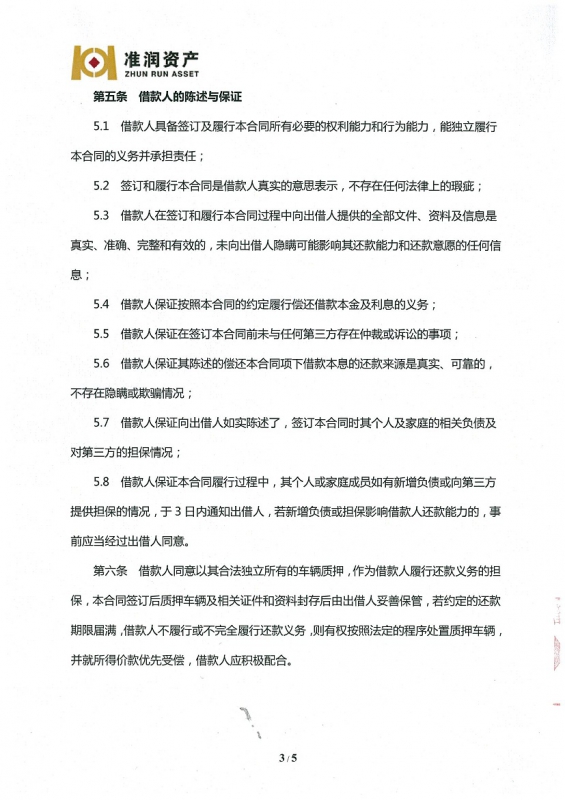 准润资产
ZHUN RUN ASSET
第五条 借款人的陈述与保证
5.1 借款人具备签订及履行本合同所有必要的权利能力和行为能力，能独立履行
本合同的义务并承担责任；
5.2 签订和履行本合同是借款人真实的意思表示，不存在任何法律上的瑕疵；
5.3 借款人在签订和履行本合同过程中向出借人提供的全部文件、资料及信息是
真实、准确、完整和有效的，未向出借人隐瞒可能影响其还款能力和还款意愿的任何信
息；
5.4 借款人保证按照本合同的约定履行偿还借款本金及利息的义务；
5.5 借款人保证在签订本合同前未与任何第三方存在仲裁或诉讼的事项；
5.6 借款人保证其陈述的偿还本合同项下借款本息的还款来源是真实、可靠的，
不存在隐瞒或欺骗情况；
5.7 借款人保证向出借人如实陈述了，签订本合同时其个人及家庭的相关负债及
对第三方的担保情况；
5.8 借款人保证本合同履行过程中，其个人或家庭成员如有新增负债或向第三方
提供担保的情况，于 3 日内通知出借人，若新增负债或担保影响借款人还款能力的，事
前应当经过出借人同意。
第六条 借款人同意以其合法独立所有的车辆质押，作为借款人履行还款义务的担
保，本合同签订后质押车辆及相关证件和资料封存后由出借人妥善保管，若约定的还款
期限届满，借款人不履行或不完全履行还款义务，则有权按照法定的程序处置质押车辆，
并就所得价款优先受偿，借款人应积极配合。
3 / 5